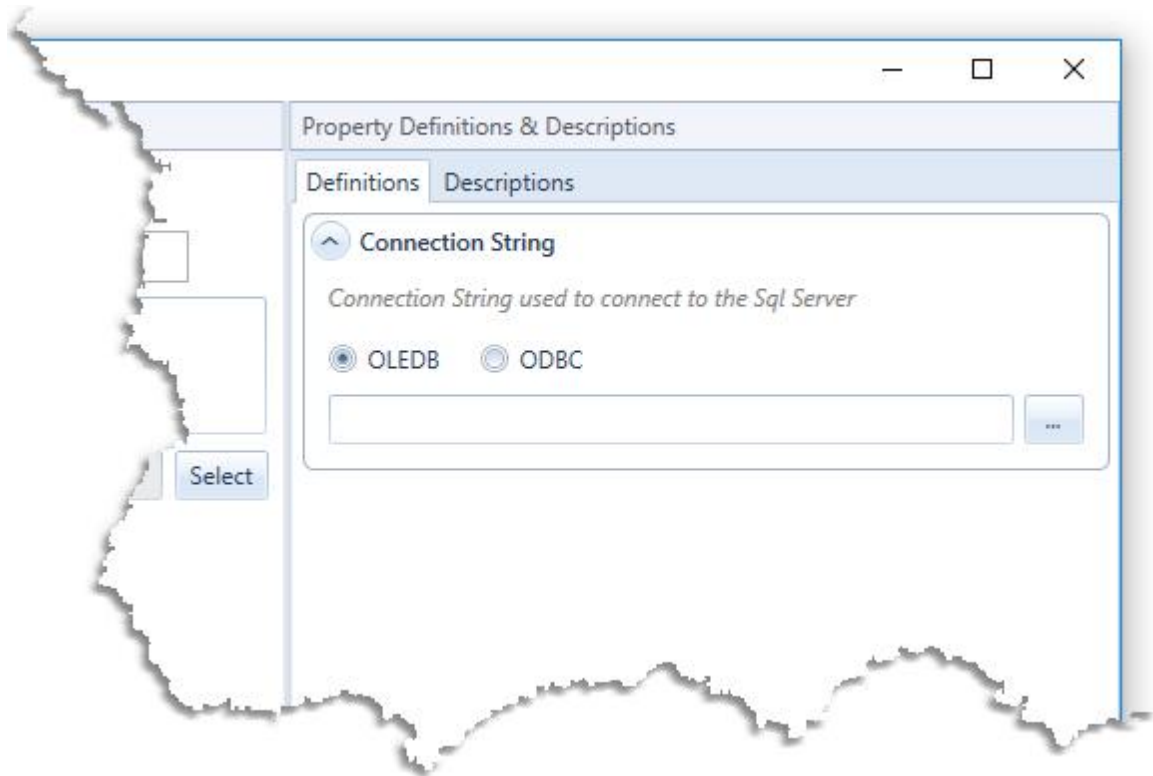 Property Definitions & Descriptions
Definitions Descriptions
Connection String
Connection String used to connect to the Sql Server
OLEDB ODBC
...
Select